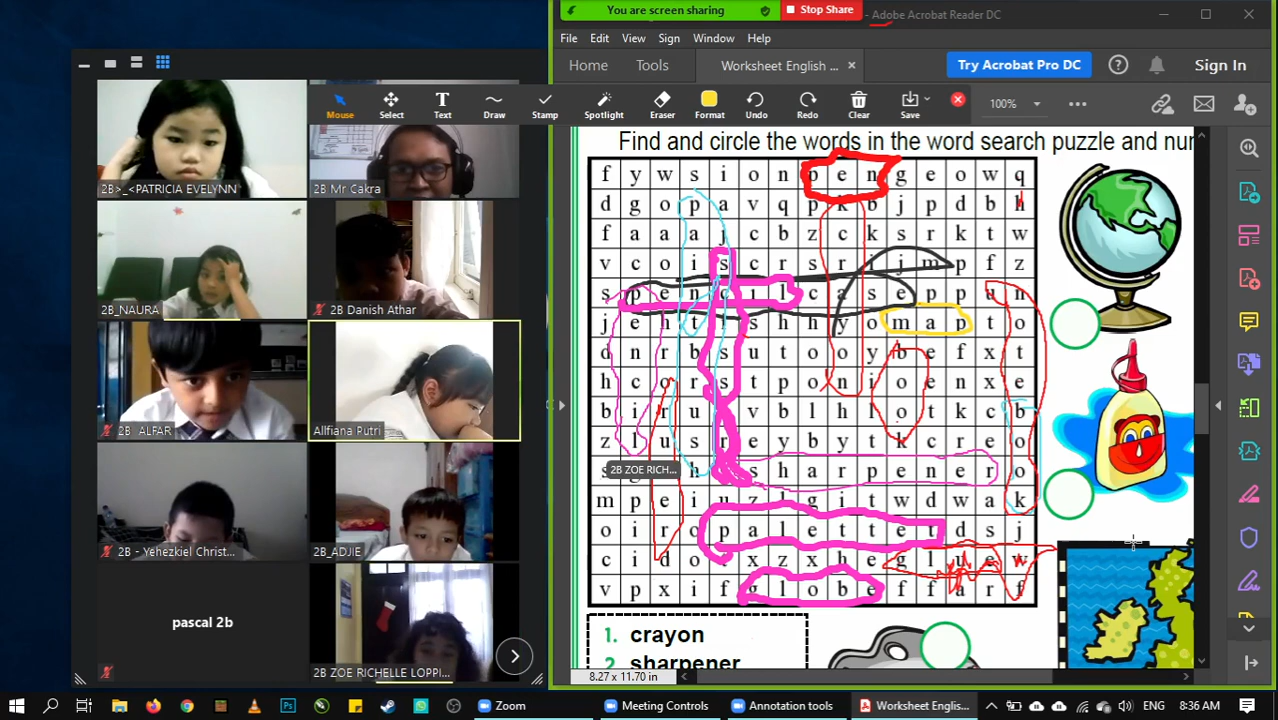 You are screen sharing
Stop Share
- Adobe Acrobat Reader DC
File Edit View Sign Window Help
Home Tools Worksheet English ... Try Acrobat Pro DC Sign In
Mouse Select Text Draw Stamp Spotlight Eraser Format Undo Redo Clear Save 100%
Find and circle the words in the word search puzzle and nur
f y w s i o n p e n g e o w q
d g o p a v q p k b j p d b h
f a a a j c b z c k s r k t w
v c o i s c r s r i j m p f z
s p e n c i l c a s e p p u n
j e h t i s h h y o m a p t o
d n r b s u t o o y b e f x t
h c o r s t p o n i o e n x e
b i r u v b l h l o t k c b
z l u s r e y b y t k c r e o
h s h a r p e n e r o
m p e i u z l g i t w d w a k
o i r o p a l e t t e t d s j
c i d o x z x h e g l u e w
v p x i f g l o b e f f a r f
1. crayon
2. sharpener
8.27 x 11.70 in
2B>_<PATRICIA EVELYNN
2B Mr Cakra
2B_NAURA
2B Danish Athar
2B ALFAR
Allfiana Putri
2B ZOE RICH...
2B - Yehezkiel Christ...
2B_ADJIE
pascal 2b
2B ZOE RICHELLE LOPPI...
Zoom Meeting Controls Annotation tools Worksheet Englis... ENG 8:36 AM